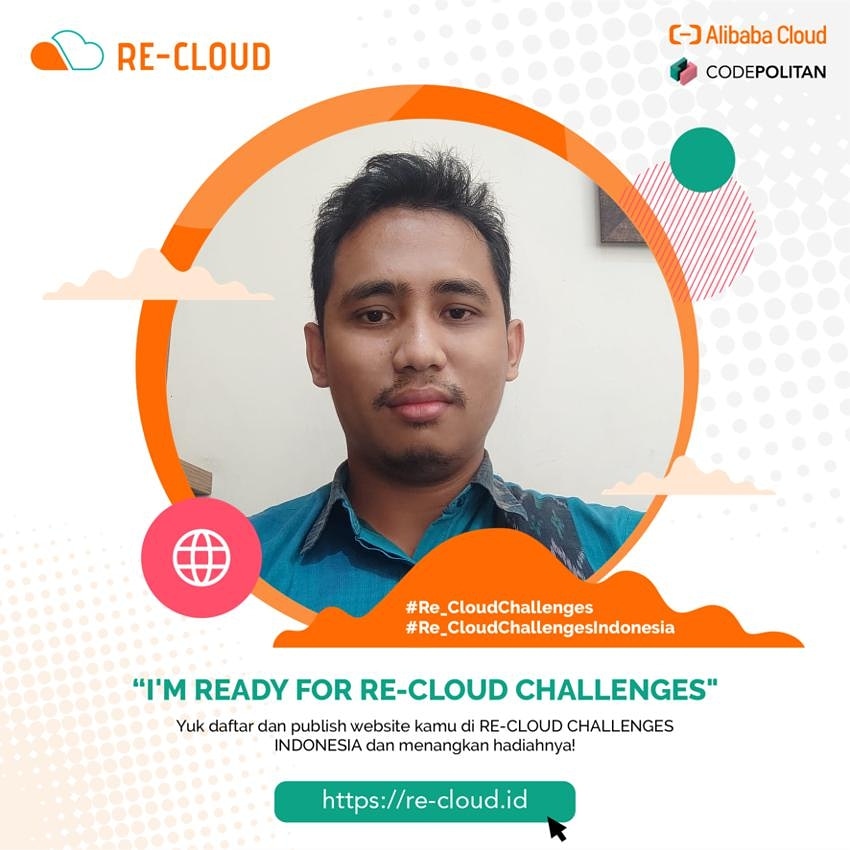 RE-CLOUD
Alibaba Cloud
CODEPOLITAN
#Re_CloudChallenges
#Re_CloudChallengesIndonesia
“I'M READY FOR RE-CLOUD CHALLENGES"
Yuk daftar dan publish website kamu di RE-CLOUD CHALLENGES
INDONESIA dan menangkan hadiahnya!
https://re-cloud.id